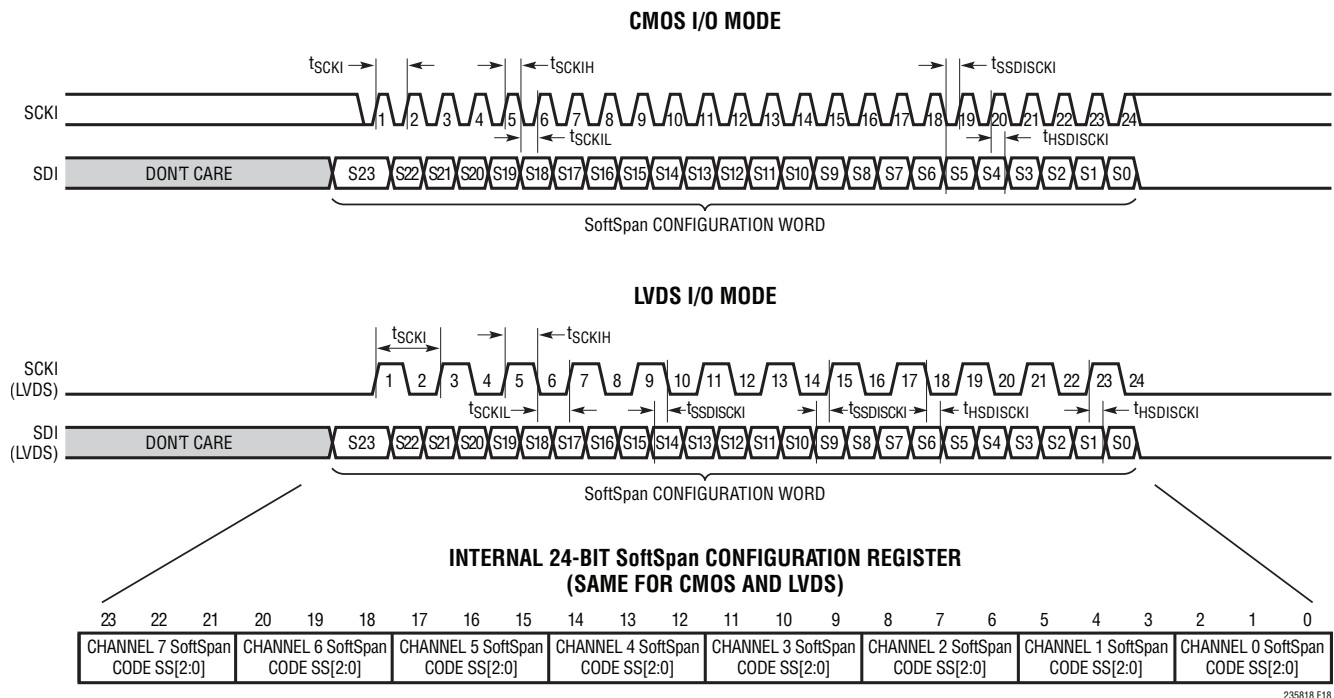 CMOS I/O MODE
tSCKI tSCKIH tSSDISCKI
SCKI 1 2 3 4 5 6 7 8 9 10 11 12 13 14 15 16 17 18 19 20 21 22 23 24
tSCKIL tHSDISCKI
SDI DON'T CARE S23 S22 S21 S20 S19 S18 S17 S16 S15 S14 S13 S12 S11 S10 S9 S8 S7 S6 S5 S4 S3 S2 S1 S0
SoftSpan CONFIGURATION WORD
LVDS I/O MODE
tSCKI tSCKIH
SCKI
(LVDS)
1 2 3 4 5 6 7 8 9 10 11 12 13 14 15 16 17 18 19 20 21 22 23 24
tSCKIL tSSDISCKI tSSDISCKI tHSDISCKI tHSDISCKI
SDI
(LVDS)
DON'T CARE S23 S22 S21 S20 S19 S18 S17 S16 S15 S14 S13 S12 S11 S10 S9 S8 S7 S6 S5 S4 S3 S2 S1 S0
SoftSpan CONFIGURATION WORD
INTERNAL 24-BIT SoftSpan CONFIGURATION REGISTER
(SAME FOR CMOS AND LVDS)
23 22 21 20 19 18 17 16 15 14 13 12 11 10 9 8 7 6 5 4 3 2 1 0
CHANNEL 7 SoftSpan
CODE SS[2:0]
CHANNEL 6 SoftSpan
CODE SS[2:0]
CHANNEL 5 SoftSpan
CODE SS[2:0]
CHANNEL 4 SoftSpan
CODE SS[2:0]
CHANNEL 3 SoftSpan
CODE SS[2:0]
CHANNEL 2 SoftSpan
CODE SS[2:0]
CHANNEL 1 SoftSpan
CODE SS[2:0]
CHANNEL 0 SoftSpan
CODE SS[2:0]
235818 F18